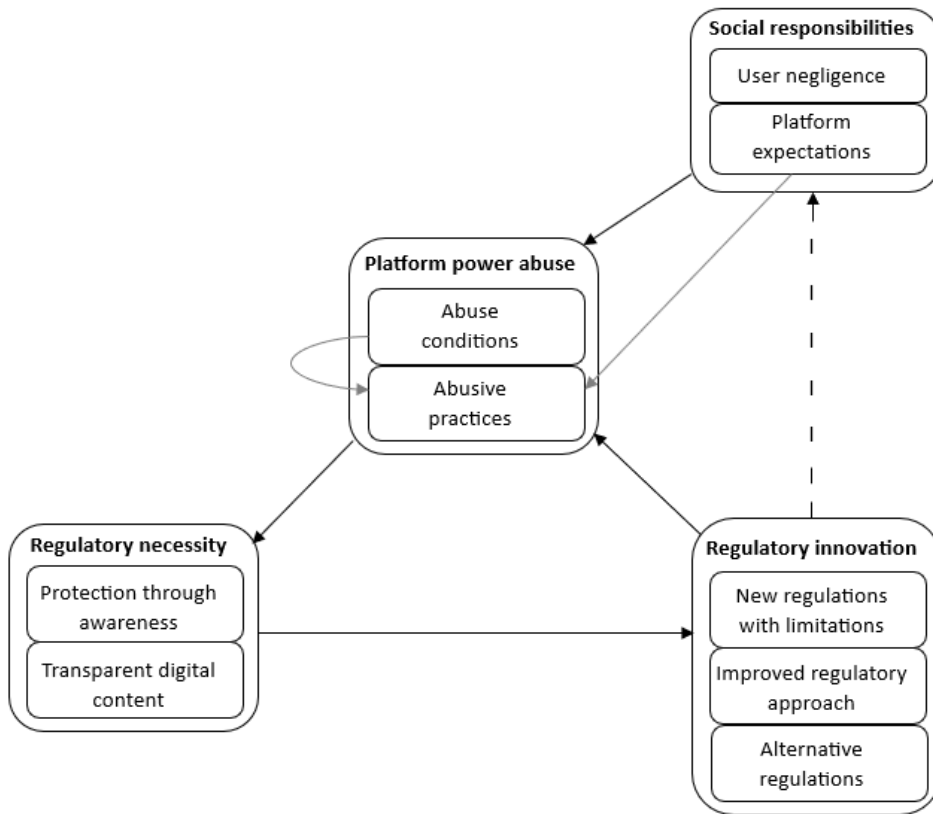 Social responsibilities
User negligence
Platform
expectations
Platform power abuse
Abuse
conditions
Abusive
practices
Regulatory necessity
Protection through
awareness
Transparent digital
content
Regulatory innovation
New regulations
with limitations
Improved regulatory
approach
Alternative
regulations